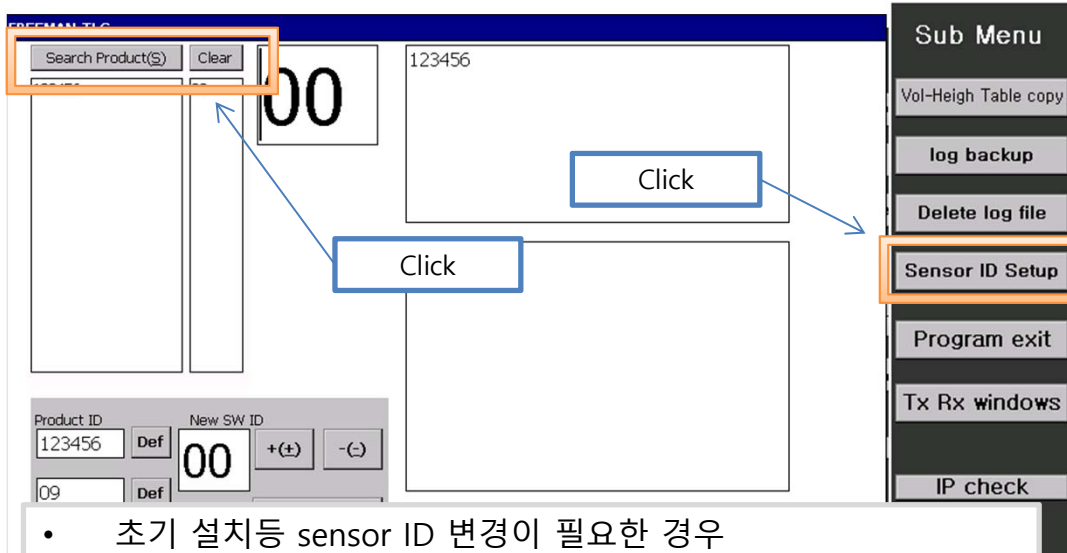 FREEMAN TLG
Search Product(S)
Clear
00
123456
Click
Click
Product ID
New SW ID
123456
Def
00
+(+)
-(-)
09
Def
Sub Menu
Vol-Heigh Table copy
log backup
Delete log file
Sensor ID Setup
Program exit
Tx Rx windows
IP check
• 초기 설치등 sensor ID 변경이 필요한 경우